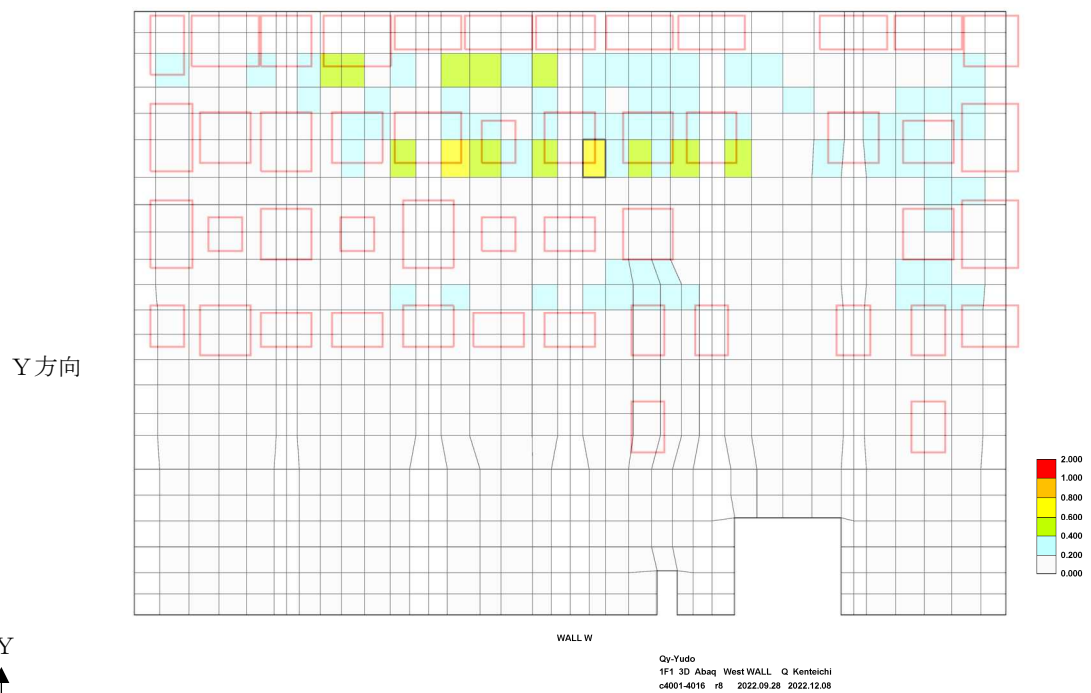 Y方向
2.000
1.000
0.800
0.600
0.400
0.200
0.000
WALL W
Y
Qy-Yudo
1F1 3D Abaq West WALL Q Kenteichi
c4001-4016 r8 2022.09.28 2022.12.08